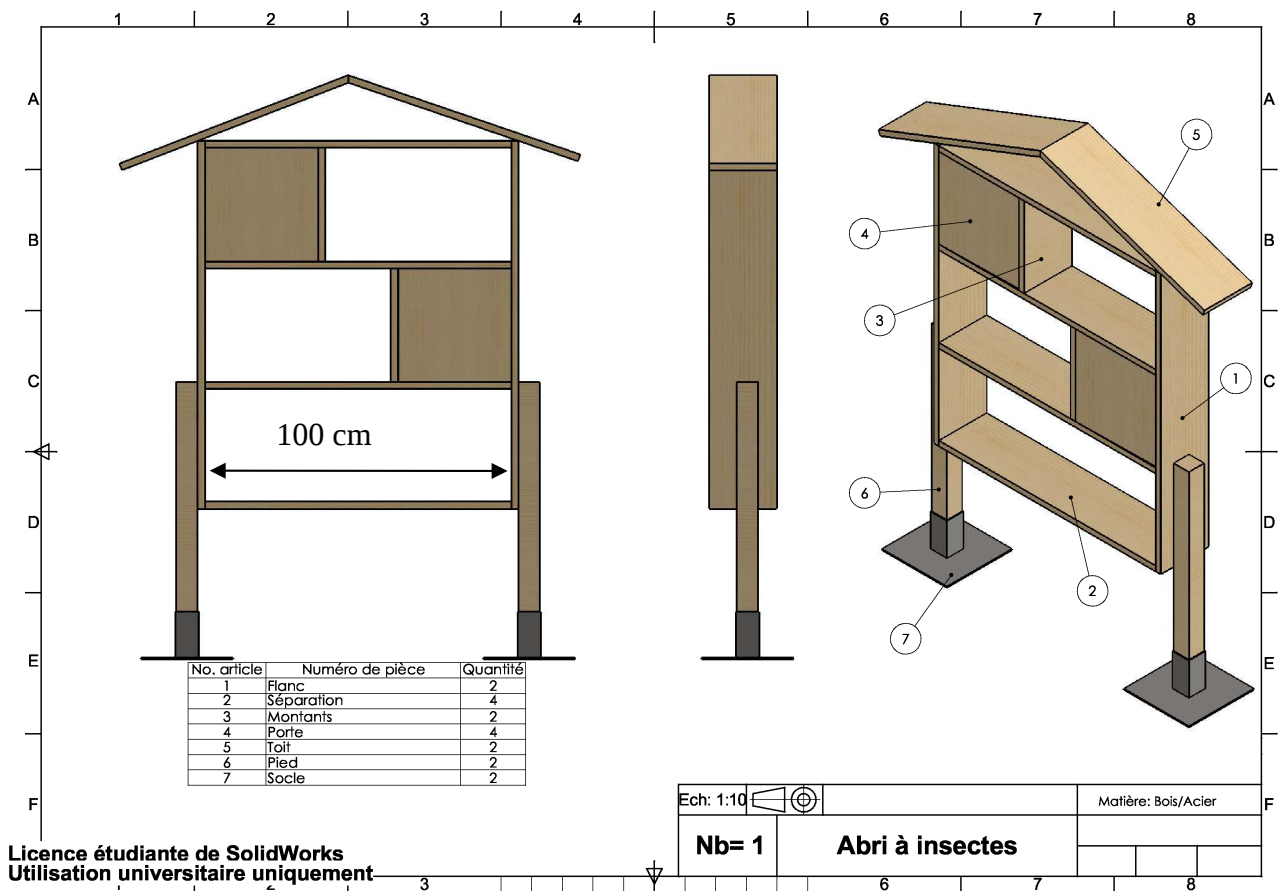 1 2 3 4 5 6 7 8
A A
B B
C C
D D
E E
F F
100 cm
5
4
3
1
6
2
7
No. article Numéro de pièce Quantité
1 Flanc 2
2 Séparation 4
3 Montants 2
4 Porte 4
5 Toit 2
6 Pied 2
7 Socle 2
Ech: 1:10 Matière: Bois/Acier
Nb= 1 Abri à insectes
Licence étudiante de SolidWorks
Utilisation universitaire uniquement
3 6 7 8